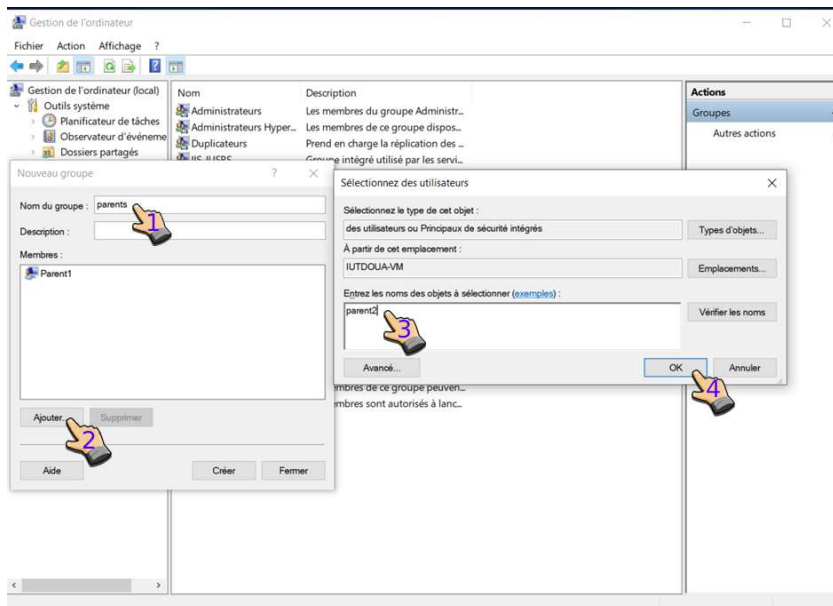 Gestion de l'ordinateur
Fichier Action Affichage ?
Gestion de l'ordinateur (local)
Outils système
Planificateur de tâches
Observateur d'événeme
Dossiers partagés
Nom Description
Administrateurs Les membres du groupe Administr...
Administrateurs Hyper... Les membres de ce groupe dispos...
Duplicateurs Prend en charge la réplication des ...
IIS_IUSRS Groupe intégré utilisé par les servi...
Actions
Groupes
Autres actions
Nouveau groupe ?
Nom du groupe : parents
1
Description :
Membres :
Parent1
Ajouter... Supprimer
2
Aide Créer Fermer
Sélectionnez des utilisateurs
Sélectionnez le type de cet objet :
des utilisateurs ou Principaux de sécurité intégrés Types d'objets...
À partir de cet emplacement :
IUTDOUA-VM Emplacements...
Entrez les noms des objets à sélectionner (exemples) :
parent2 Vérifier les noms
3
Avancé... OK Annuler
4
embres de ce groupe peuven...
embres sont autorisés à lanc...